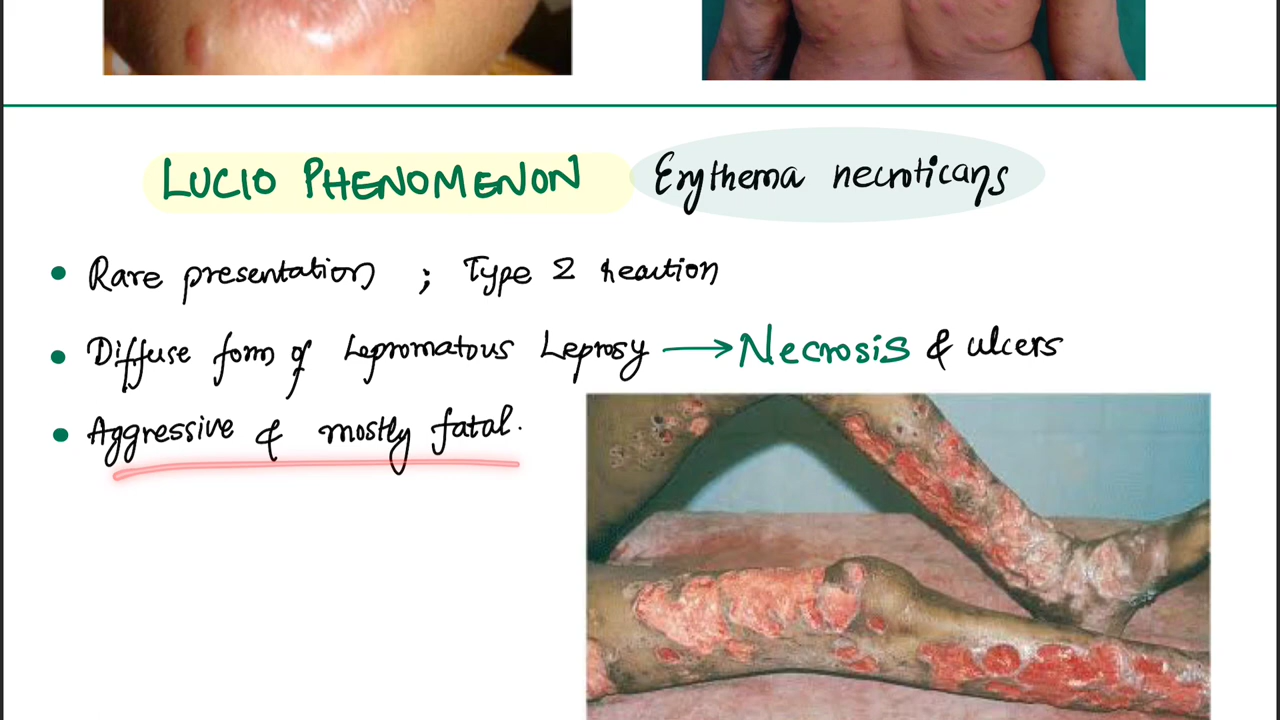 LUCIO PHENOMENON Erythema necroticans
• Rare presentation ; Type 2 reaction
• Diffuse form of Lepromatous Leprosy → Necrosis & ulcers
• Aggressive & mostly fatal.